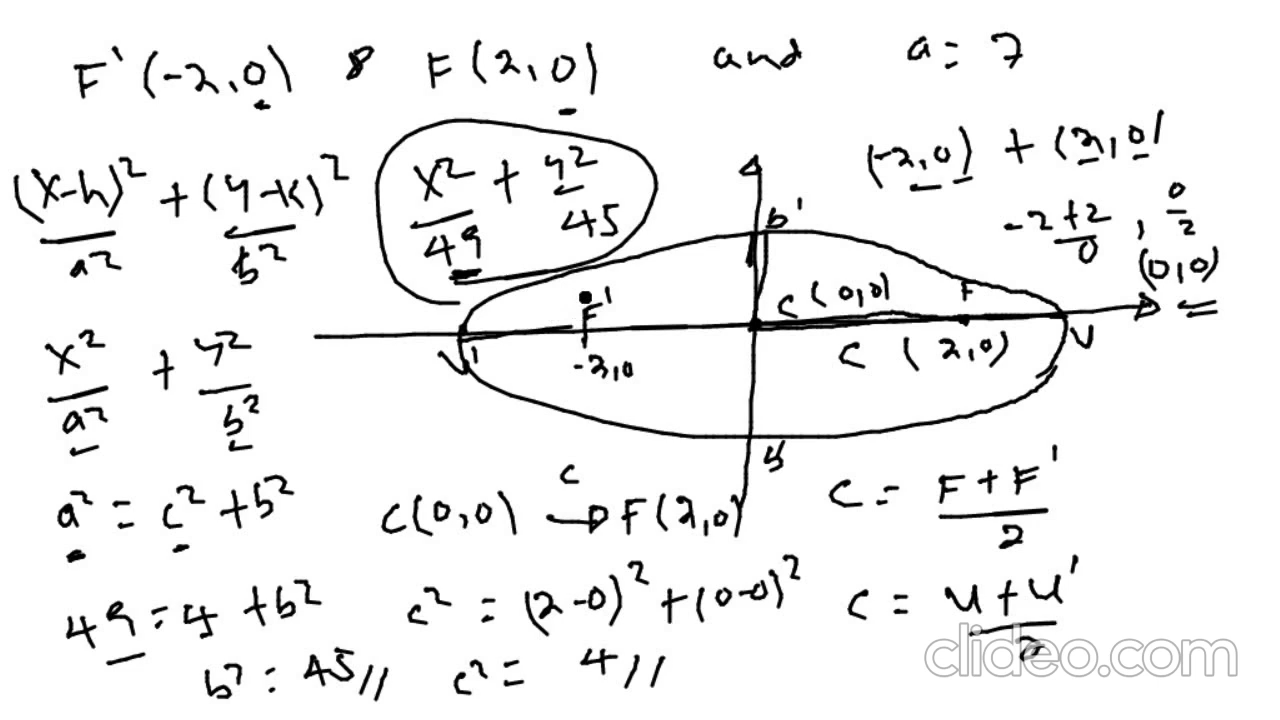 F'(-2,0) & F(2,0) and a = 7
(x-h)²/a² + (y-k)²/b²
x²/49 + y²/45
(-2,0) + (2,0)
-2+2/0 , 0/2
(0,0)
b'
C (0,0)
F
F'
V'
-2,0
C (2,0)
V
b
x²/a² + y²/b²
a² = c² + b²
C(0,0) → F(2,0)
c
C = F + F'/2
49 = 4 + b²
c² = (2-0)² + (0-0)²
C = V + V'/2
b² = 45//
c² = 4//
clideo.com